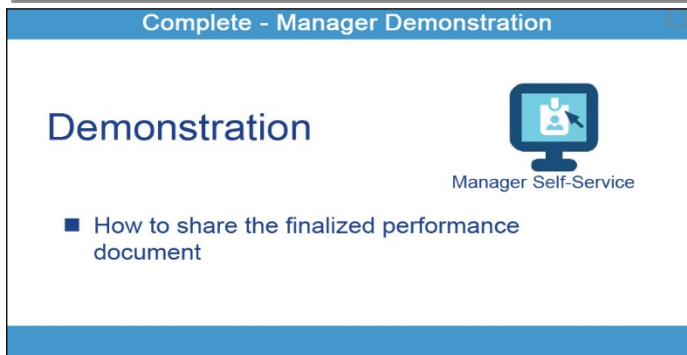 Complete - Manager Demonstration
Demonstration
Manager Self-Service
How to share the finalized performance
document